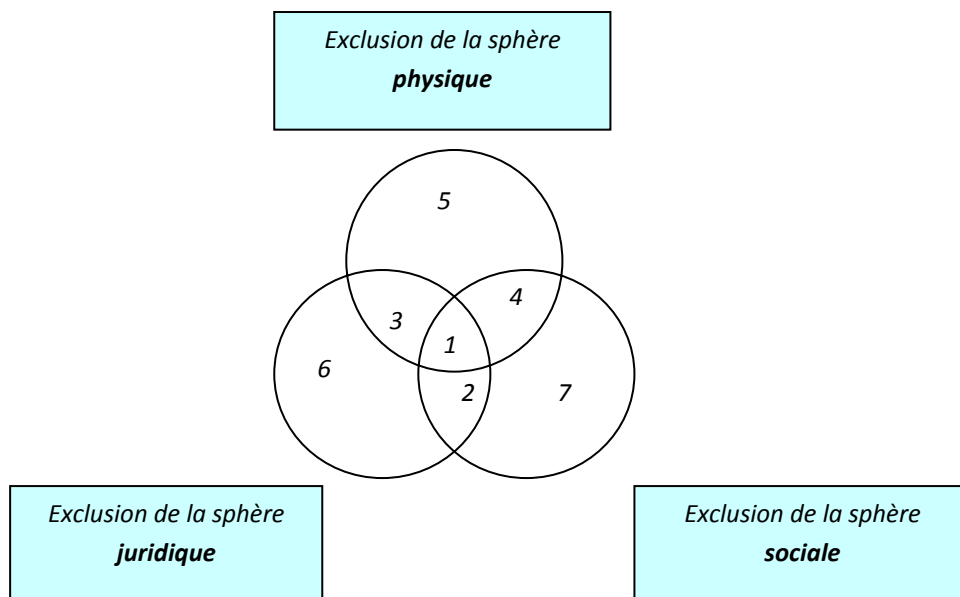 Exclusion de la sphère
physique
5
4
3
1
6
2
7
Exclusion de la sphère
juridique
Exclusion de la sphère
sociale